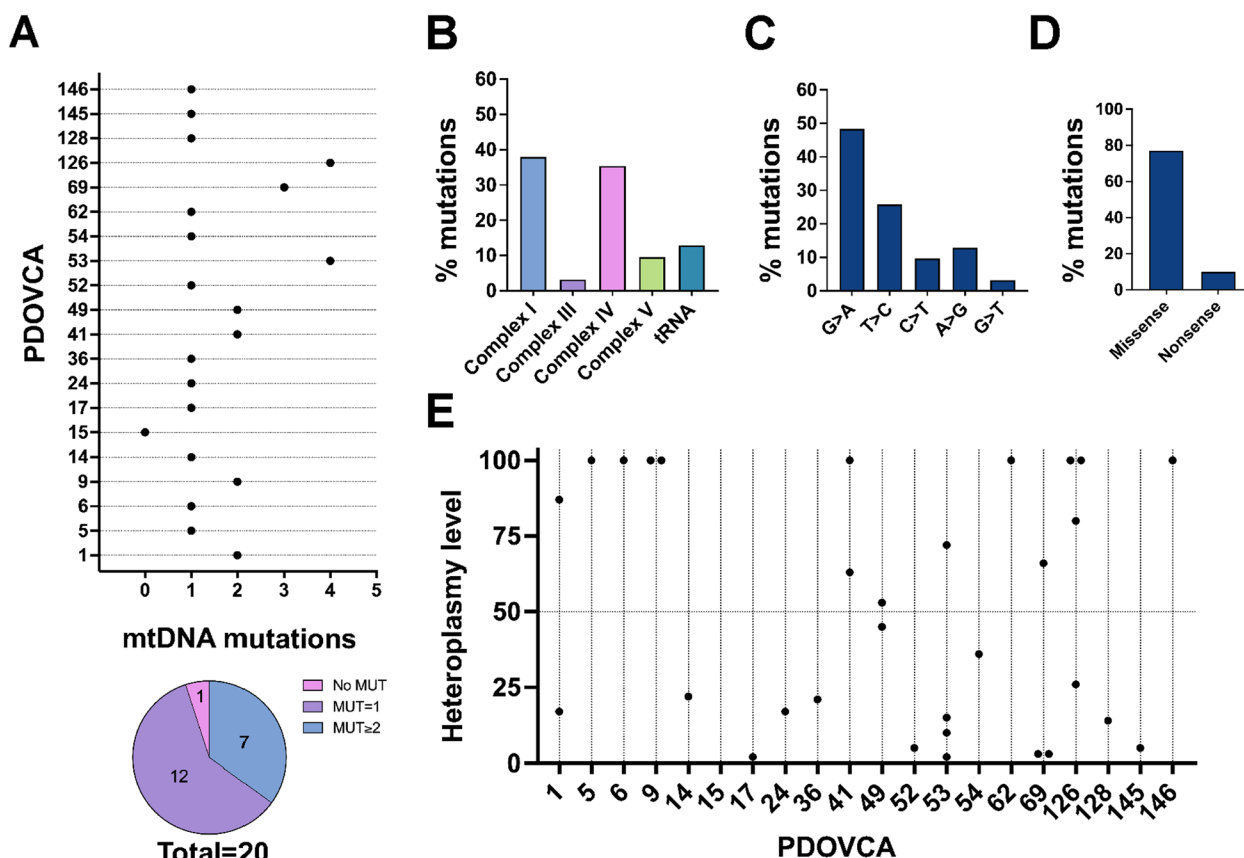 A
PDOVCA
146
145
128
126
69
62
54
53
52
49
41
36
24
17
15
14
9
6
5
1
0 1 2 3 4 5
mtDNA mutations
1
7
12
No MUT
MUT=1
MUT≥2
Total=20
B
% mutations
60
50
40
30
20
10
0
Complex I
Complex III
Complex IV
Complex V
tRNA
C
% mutations
60
50
40
30
20
10
0
G>A
T>C
C>T
A>G
G>T
D
% mutations
100
80
60
40
20
0
Missense
Nonsense
E
Heteroplasmy level
100
75
50
25
0
1 5 6 9 14 15 17 24 36 41 49 52 53 54 62 69 126 128 145 146
PDOVCA